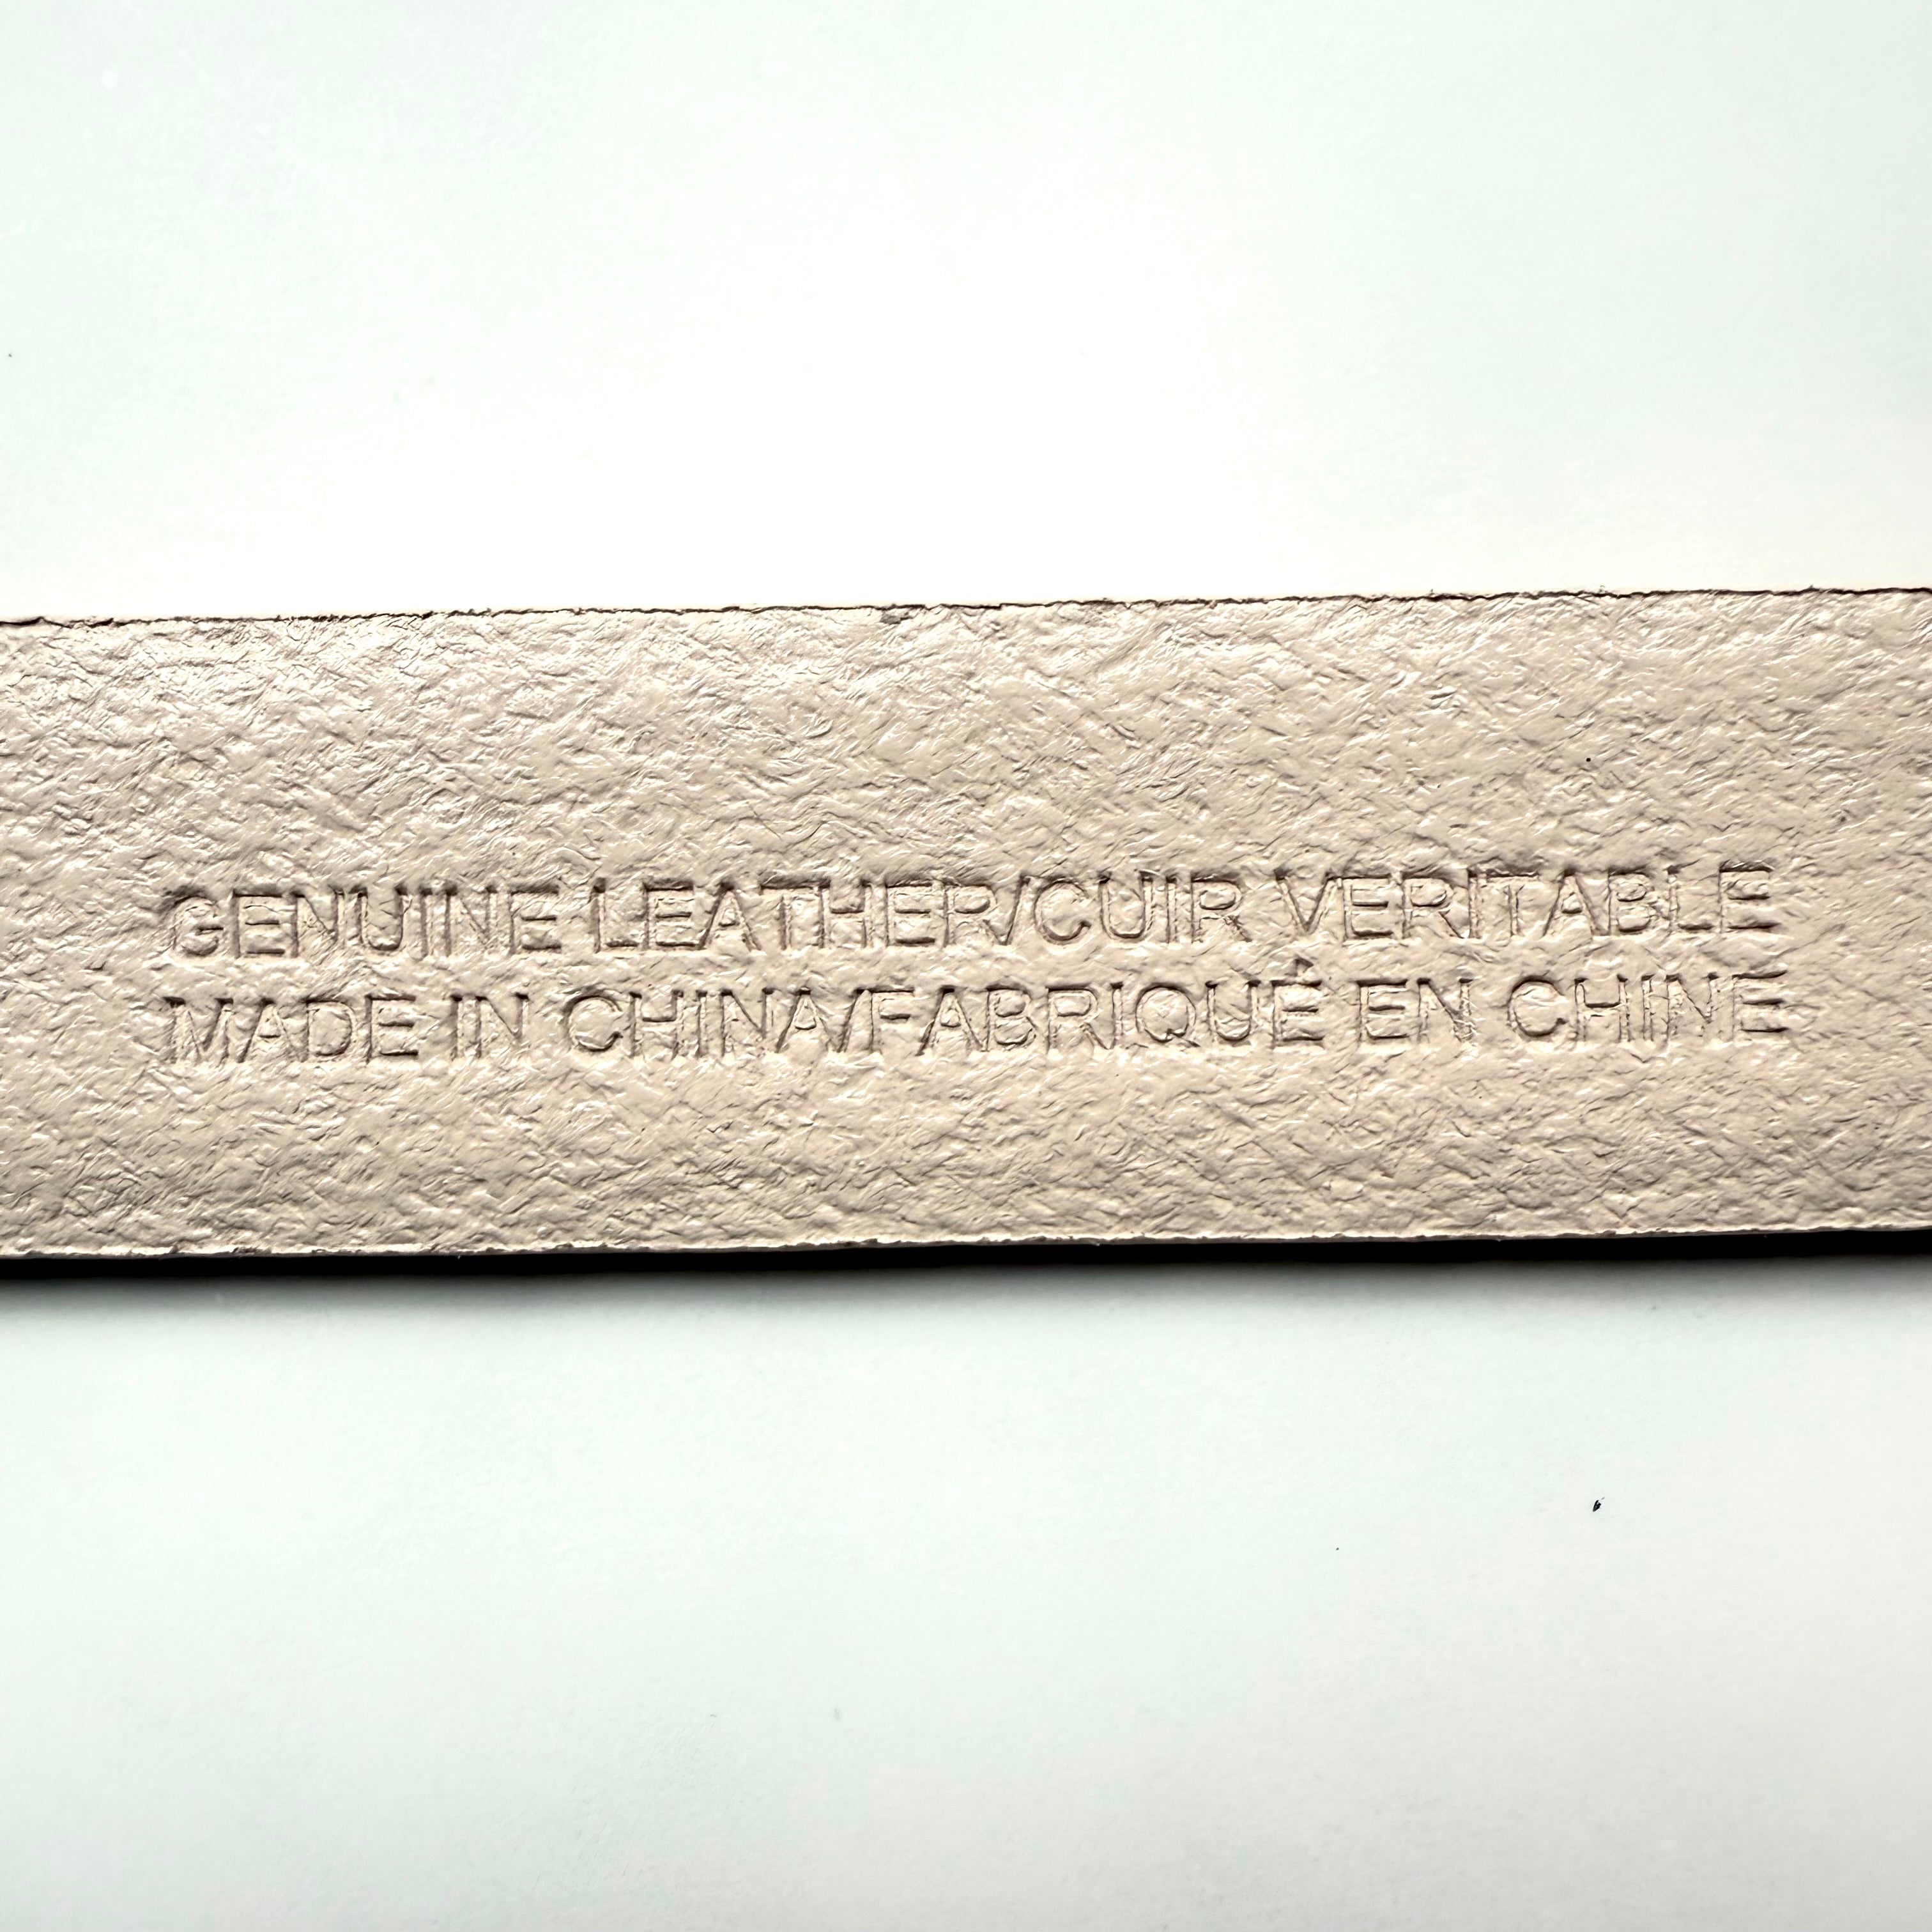 GENUINE LEATHER/CUIR VERITABLE
MADE IN CHINA/FABRIQUÉ EN CHINE